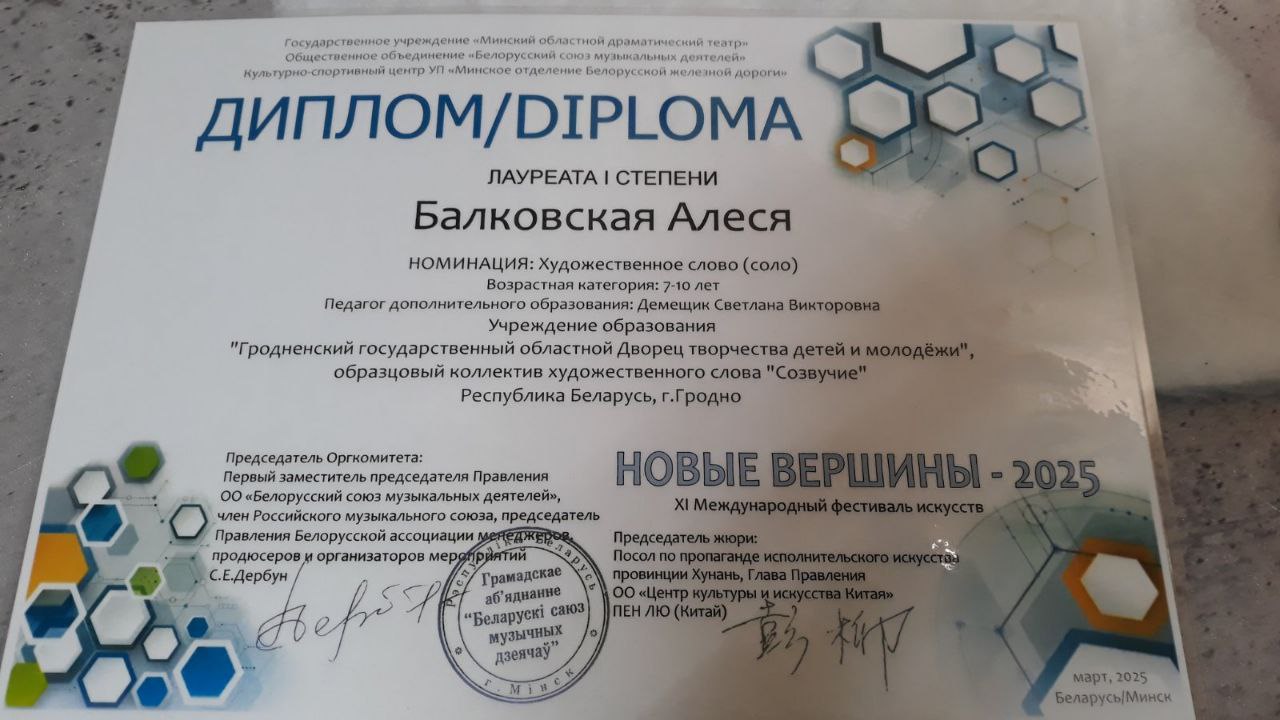 Государственное учреждение «Минский областной драматический театр»
Общественное объединение «Белорусский союз музыкальных деятелей»
Культурно-спортивный центр УП «Минское отделение Белорусской железной дороги»
ДИПЛОМ/DIPLOMA
ЛАУРЕАТА I СТЕПЕНИ
Балковская Алеся
НОМИНАЦИЯ: Художественное слово (соло)
Возрастная категория: 7-10 лет
Педагог дополнительного образования: Демещик Светлана Викторовна
Учреждение образования
"Гродненский государственный областной Дворец творчества детей и молодёжи",
образцовый коллектив художественного слова "Созвучие"
Республика Беларусь, г.Гродно
Председатель Оргкомитета:
Первый заместитель председателя Правления
ОО «Белорусский союз музыкальных деятелей»,
член Российского музыкального союза, председатель
Правления Белорусской ассоциации менеджеров,
продюсеров и организаторов мероприятий
С.Е.Дербун
Рэспубліка Беларусь
Грамадскае
аб'яднанне
"Беларускі саюз
музычных
дзеячаў"
г. Мінск
НОВЫЕ ВЕРШИНЫ - 2025
XI Международный фестиваль искусств
Председатель жюри:
Посол по пропаганде исполнительского искусства
провинции Хунань, Глава Правления
ОО «Центр культуры и искусства Китая»
ПЕН ЛЮ (Китай)
彭柳
март, 2025
Беларусь/Минск